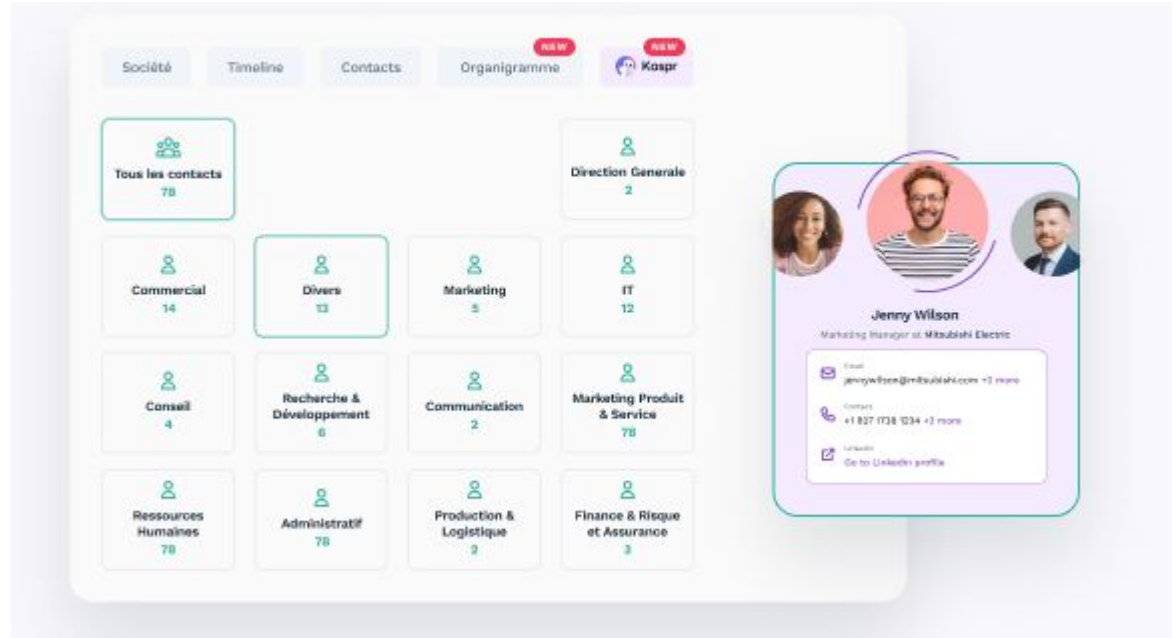 NEW
NEW
Société
Timeline
Contacts
Organigramme
Kaspr
Tous les contacts
78
Direction Generale
2
Commercial
14
Divers
13
Marketing
5
IT
12
Conseil
4
Recherche &
Développement
6
Communication
2
Marketing Produit
& Service
78
Ressources
Humaines
78
Administratif
78
Production &
Logistique
2
Finance & Risque
et Assurance
3
Jenny Wilson
Marketing Manager at Mitsubishi Electric
Email
jennywilson@mitsubishi.com +2 more
Contact
+1 827 1738 1234 +3 more
LinkedIn
Go to LinkedIn profile